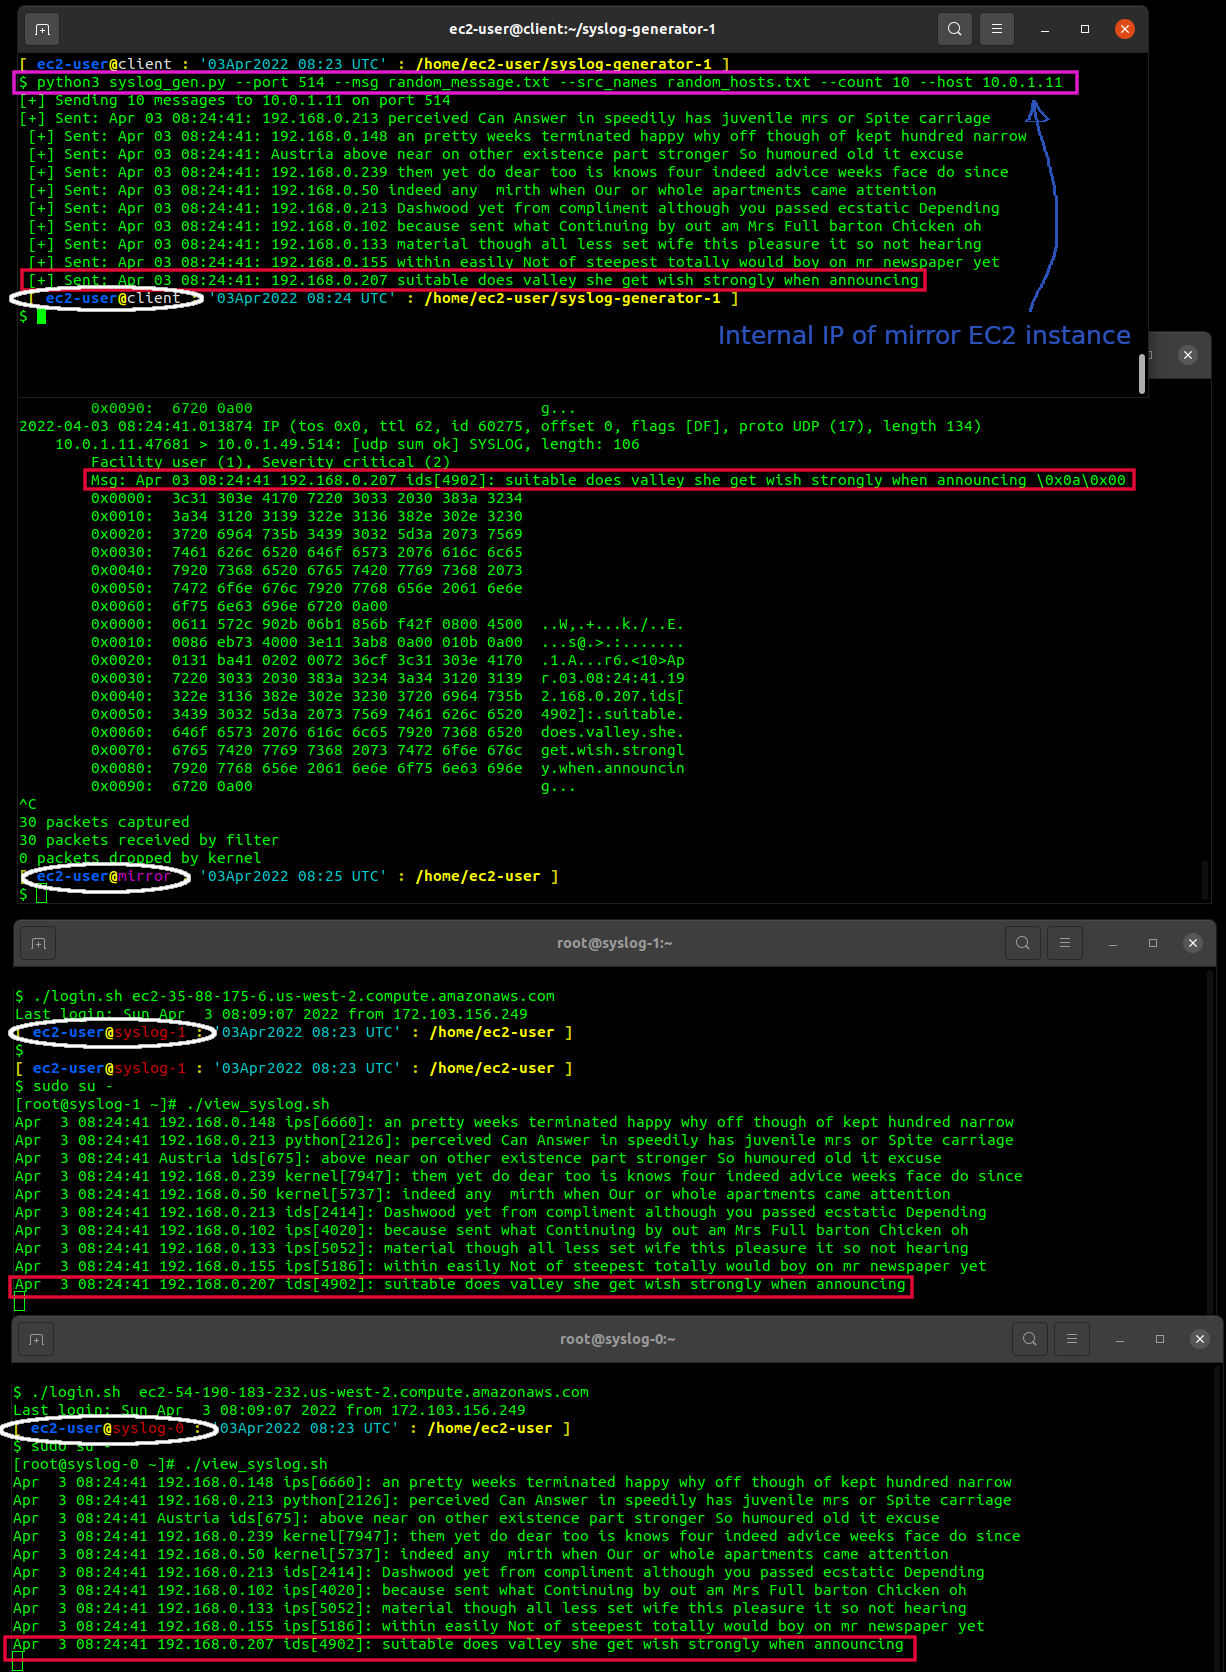 ec2-user@client:~/syslog-generator-1
[ ec2-user@client : '03Apr2022 08:23 UTC' : /home/ec2-user/syslog-generator-1 ]
$ python3 syslog_gen.py --port 514 --msg random_message.txt --src_names random_hosts.txt --count 10 --host 10.0.1.11
[+] Sending 10 messages to 10.0.1.11 on port 514
[+] Sent: Apr 03 08:24:41: 192.168.0.213 perceived Can Answer in speedily has juvenile mrs or Spite carriage
[+] Sent: Apr 03 08:24:41: 192.168.0.148 an pretty weeks terminated happy why off though of kept hundred narrow
[+] Sent: Apr 03 08:24:41: Austria above near on other existence part stronger So humoured old it excuse
[+] Sent: Apr 03 08:24:41: 192.168.0.239 them yet do dear too is knows four indeed advice weeks face do since
[+] Sent: Apr 03 08:24:41: 192.168.0.50 indeed any  mirth when Our or whole apartments came attention
[+] Sent: Apr 03 08:24:41: 192.168.0.213 Dashwood yet from compliment although you passed ecstatic Depending
[+] Sent: Apr 03 08:24:41: 192.168.0.102 because sent what Continuing by out am Mrs Full barton Chicken oh
[+] Sent: Apr 03 08:24:41: 192.168.0.133 material though all less set wife this pleasure it so not hearing
[+] Sent: Apr 03 08:24:41: 192.168.0.155 within easily Not of steepest totally would boy on mr newspaper yet
[+] Sent: Apr 03 08:24:41: 192.168.0.207 suitable does valley she get wish strongly when announcing
[ ec2-user@client : '03Apr2022 08:24 UTC' : /home/ec2-user/syslog-generator-1 ]
$
Internal IP of mirror EC2 instance
0x0090:  6720 0a00                                g...
2022-04-03 08:24:41.013874 IP (tos 0x0, ttl 62, id 60275, offset 0, flags [DF], proto UDP (17), length 134)
10.0.1.11.47681 > 10.0.1.49.514: [udp sum ok] SYSLOG, length: 106
Facility user (1), Severity critical (2)
Msg: Apr 03 08:24:41 192.168.0.207 ids[4902]: suitable does valley she get wish strongly when announcing \0x0a\0x00
0x0000:  3c31 303e 4170 7220 3033 2030 383a 3234
0x0010:  3a34 3120 3139 322e 3136 382e 302e 3230
0x0020:  3720 6964 735b 3439 3032 5d3a 2073 7569
0x0030:  7461 626c 6520 646f 6573 2076 616c 6c65
0x0040:  7920 7368 6520 6765 7420 7769 7368 2073
0x0050:  7472 6f6e 676c 7920 7768 656e 2061 6e6e
0x0060:  6f75 6e63 696e 6720 0a00
0x0000:  0611 572c 902b 06b1 856b f42f 0800 4500  ..W,.+...k./..E.
0x0010:  0086 eb73 4000 3e11 3ab8 0a00 010b 0a00  ...s@.>.:.......
0x0020:  0131 ba41 0202 0072 36cf 3c31 303e 4170  .1.A...r6.<10>Ap
0x0030:  7220 3033 2030 383a 3234 3a34 3120 3139  r.03.08:24:41.19
0x0040:  322e 3136 382e 302e 3230 3720 6964 735b  2.168.0.207.ids[
0x0050:  3439 3032 5d3a 2073 7569 7461 626c 6520  4902]:.suitable.
0x0060:  646f 6573 2076 616c 6c65 7920 7368 6520  does.valley.she.
0x0070:  6765 7420 7769 7368 2073 7472 6f6e 676c  get.wish.strongl
0x0080:  7920 7768 656e 2061 6e6e 6f75 6e63 696e  y.when.announcin
0x0090:  6720 0a00                                g...
^C
30 packets captured
30 packets received by filter
0 packets dropped by kernel
[ ec2-user@mirror : '03Apr2022 08:25 UTC' : /home/ec2-user ]
$
root@syslog-1:~
$ ./login.sh ec2-35-88-175-6.us-west-2.compute.amazonaws.com
Last login: Sun Apr  3 08:09:07 2022 from 172.103.156.249
[ ec2-user@syslog-1 : '03Apr2022 08:23 UTC' : /home/ec2-user ]
$
[ ec2-user@syslog-1 : '03Apr2022 08:23 UTC' : /home/ec2-user ]
$ sudo su -
[root@syslog-1 ~]# ./view_syslog.sh
Apr  3 08:24:41 192.168.0.148 ips[6660]: an pretty weeks terminated happy why off though of kept hundred narrow
Apr  3 08:24:41 192.168.0.213 python[2126]: perceived Can Answer in speedily has juvenile mrs or Spite carriage
Apr  3 08:24:41 Austria ids[675]: above near on other existence part stronger So humoured old it excuse
Apr  3 08:24:41 192.168.0.239 kernel[7947]: them yet do dear too is knows four indeed advice weeks face do since
Apr  3 08:24:41 192.168.0.50 kernel[5737]: indeed any  mirth when Our or whole apartments came attention
Apr  3 08:24:41 192.168.0.213 ids[2414]: Dashwood yet from compliment although you passed ecstatic Depending
Apr  3 08:24:41 192.168.0.102 ips[4020]: because sent what Continuing by out am Mrs Full barton Chicken oh
Apr  3 08:24:41 192.168.0.133 ips[5052]: material though all less set wife this pleasure it so not hearing
Apr  3 08:24:41 192.168.0.155 ips[5186]: within easily Not of steepest totally would boy on mr newspaper yet
Apr  3 08:24:41 192.168.0.207 ids[4902]: suitable does valley she get wish strongly when announcing
root@syslog-0:~
$ ./login.sh  ec2-54-190-183-232.us-west-2.compute.amazonaws.com
Last login: Sun Apr  3 08:09:07 2022 from 172.103.156.249
[ ec2-user@syslog-0 : '03Apr2022 08:23 UTC' : /home/ec2-user ]
$ sudo su -
[root@syslog-0 ~]# ./view_syslog.sh
Apr  3 08:24:41 192.168.0.148 ips[6660]: an pretty weeks terminated happy why off though of kept hundred narrow
Apr  3 08:24:41 192.168.0.213 python[2126]: perceived Can Answer in speedily has juvenile mrs or Spite carriage
Apr  3 08:24:41 Austria ids[675]: above near on other existence part stronger So humoured old it excuse
Apr  3 08:24:41 192.168.0.239 kernel[7947]: them yet do dear too is knows four indeed advice weeks face do since
Apr  3 08:24:41 192.168.0.50 kernel[5737]: indeed any  mirth when Our or whole apartments came attention
Apr  3 08:24:41 192.168.0.213 ids[2414]: Dashwood yet from compliment although you passed ecstatic Depending
Apr  3 08:24:41 192.168.0.102 ips[4020]: because sent what Continuing by out am Mrs Full barton Chicken oh
Apr  3 08:24:41 192.168.0.133 ips[5052]: material though all less set wife this pleasure it so not hearing
Apr  3 08:24:41 192.168.0.155 ips[5186]: within easily Not of steepest totally would boy on mr newspaper yet
Apr  3 08:24:41 192.168.0.207 ids[4902]: suitable does valley she get wish strongly when announcing